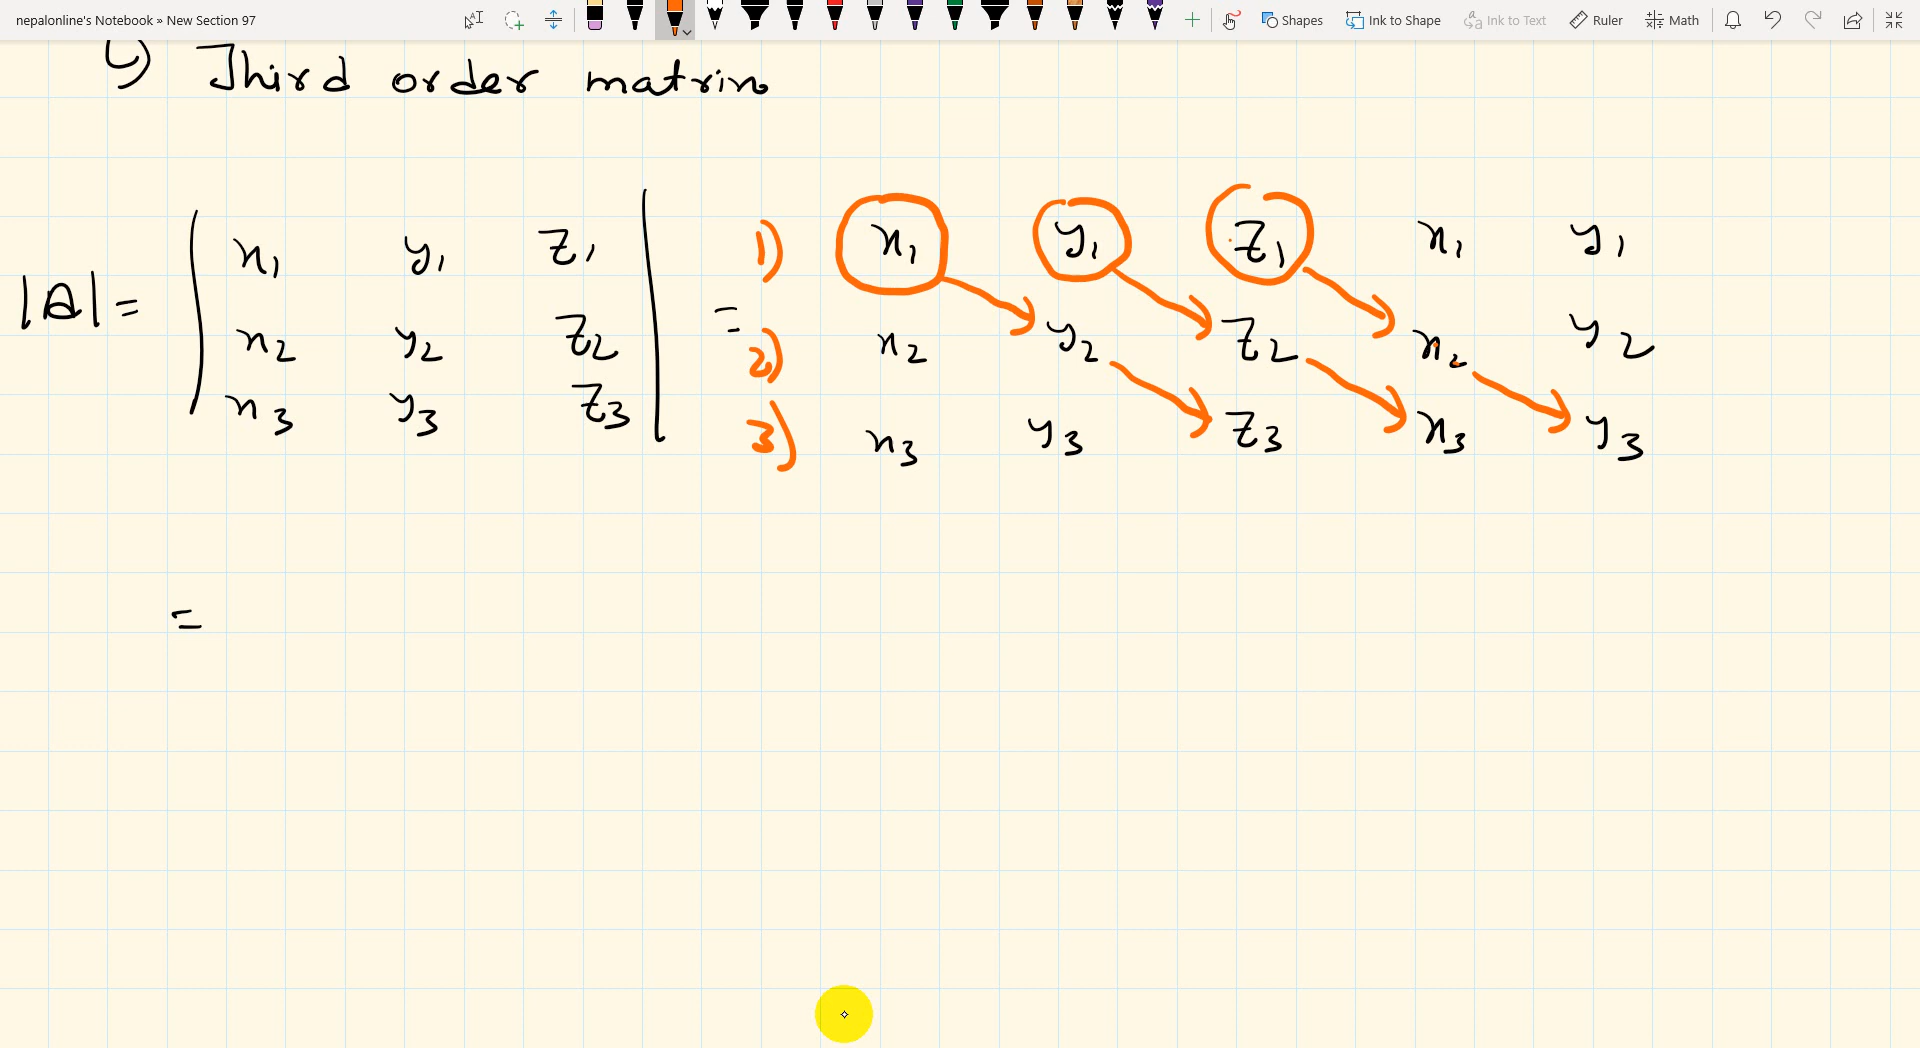 nepalonline's Notebook » New Section 97
Shapes Ink to Shape Ink to Text Ruler Math
Third order matrix
|A| = | x1 y1 z1 | = 1) x1 y1 z1 x1 y1
x2 y2 z2 2) x2 y2 z2 x2 y2
x3 y3 z3 3) x3 y3 z3 x3 y3
=